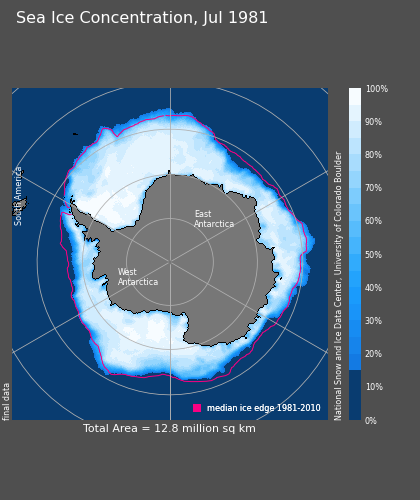 Sea Ice Concentration, Jul 1981
South America
East
Antarctica
West
Antarctica
median ice edge 1981-2010
Total Area = 12.8 million sq km
final data
National Snow and Ice Data Center, University of Colorado Boulder
100%
90%
80%
70%
60%
50%
40%
30%
20%
10%
0%